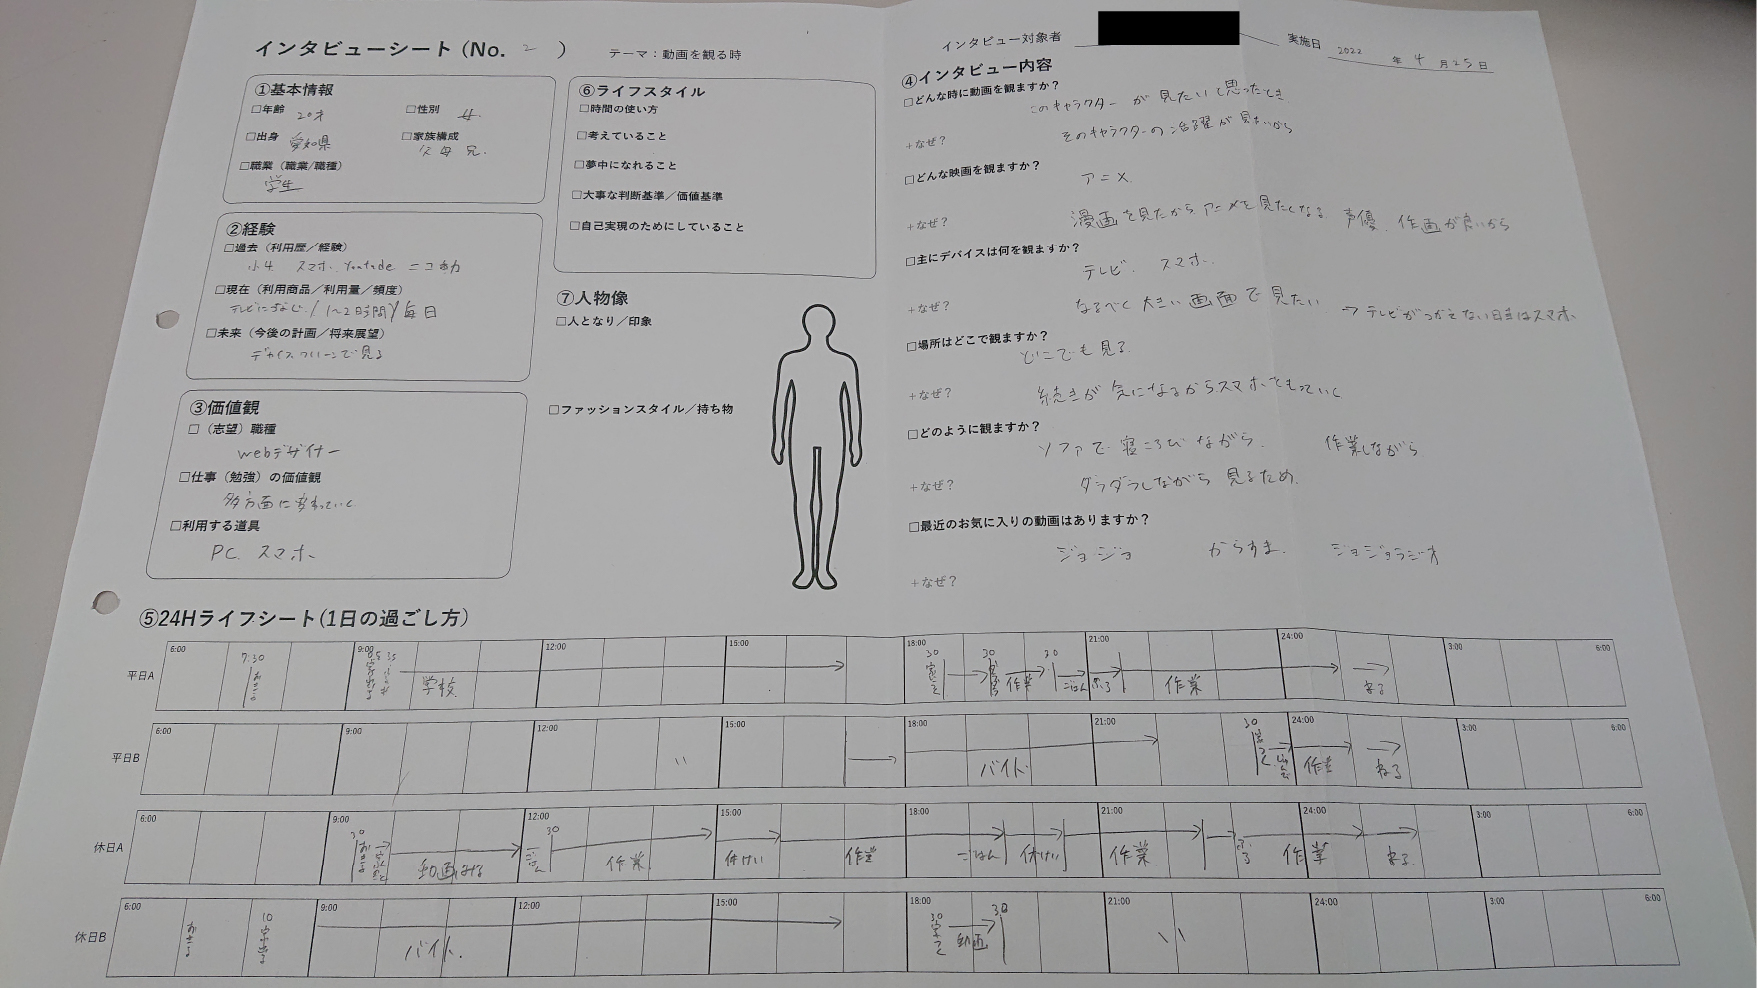 インタビューシート(No. 2 )
テーマ：動画を観る時
①基本情報
□年齢 20才
□性別 女
□出身 愛知県
□家族構成
父 母 兄.
□職業（職業/職種）
学生
②経験
□過去（利用歴／経験）
小4. スマホ. Youtube ニコ動
□現在（利用商品／利用量／頻度）
1〜2時間 / 毎日
□未来（今後の計画／将来展望）
③価値観
□（志望）職種
webデザイナー
□仕事（勉強）の価値観
多方面に変わっていく
□利用する道具
PC. スマホ
⑥ライフスタイル
□時間の使い方
□考えていること
□夢中になれること
□大事な判断基準／価値基準
□自己実現のためにしていること
⑦人物像
□人となり／印象
□ファッションスタイル／持ち物
インタビュー対象者
実施日 2022 年 4 月 25 日
④インタビュー内容
□どんな時に動画を観ますか？
このキャラクター が 見たいと思ったとき.
+なぜ？ そのキャラクターの活躍が見たいから
□どんな映画を観ますか？
アニメ
+なぜ？ 漫画を見たからアニメを見たくなる 声優. 作画が良いから
□主にデバイスは何を観ますか？
テレビ. スマホ.
+なぜ？ なるべく大きい画面で見たい → テレビがつかえない時はスマホ
□場所はどこで観ますか？
どこでも見る.
+なぜ？ 続きが気になるからスマホでもっていく
□どのように観ますか？
ソファで寝ころびながら. 作業しながら
+なぜ？ ダラダラしながら見るため.
□最近のお気に入りの動画はありますか？
ジョジョ からすま. ジョジョラジオ
+なぜ？
⑤24Hライフシート(1日の過ごし方)
平日A
6:00 9:00 12:00 15:00 18:00 21:00 24:00 3:00 6:00
7:30 おきる 学校 30 30 作業 30 ごはん ふろ 作業 ねる
平日B
6:00 9:00 12:00 15:00 18:00 21:00 24:00 3:00 6:00
〃 バイト 30 作業 ねる
休日A
6:00 9:00 12:00 15:00 18:00 21:00 24:00 3:00 6:00
30 おきる 動画みる ごはん 30 作業 休けい 作業 ごはん 休けい 作業 ふろ 作業 ねる
休日B
6:00 9:00 12:00 15:00 18:00 21:00 24:00 3:00 6:00
おきる 10 家出る バイト. 30 家つく 動画 30 〃